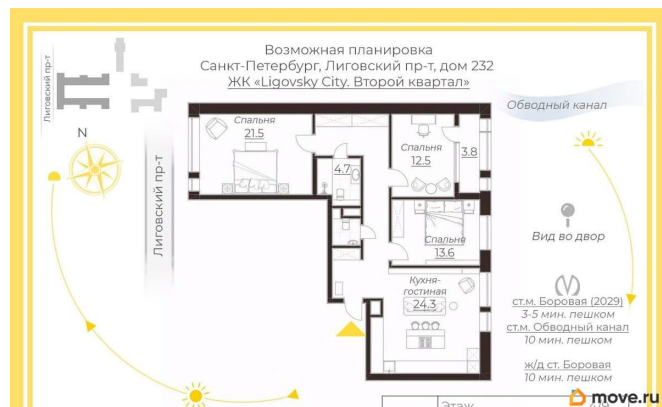 Возможная планировка
Санкт-Петербург, Лиговский пр-т, дом 232
ЖК «Ligovsky City. Второй квартал»
Лиговский пр-т
Обводный канал
N
Лиговский пр-т
Спальня
21.5
4.7
Спальня
12.5
3.8
Спальня
13.6
Кухня-
гостиная
24.3
Вид во двор
ст.м. Боровая (2029)
3-5 мин. пешком
ст.м. Обводный канал
10 мин. пешком
ж/д ст. Боровая
10 мин. пешком
Этаж
move.ru